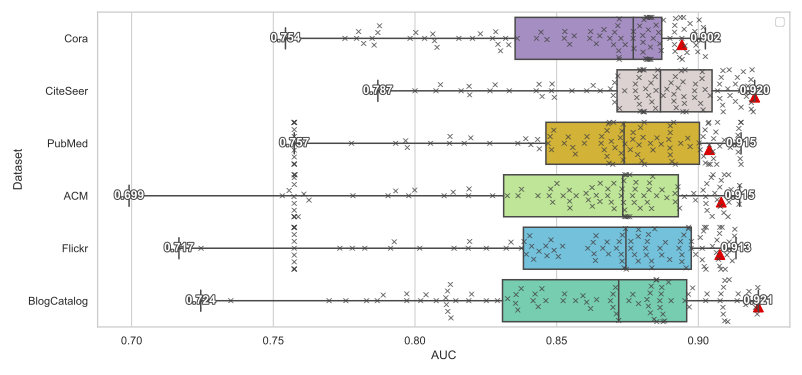 Cora 0.754 0.902
CiteSeer 0.787 0.920
PubMed 0.757 0.915
ACM 0.699 0.915
Flickr 0.717 0.913
BlogCatalog 0.724 0.921
Dataset
0.70 0.75 0.80 0.85 0.90
AUC